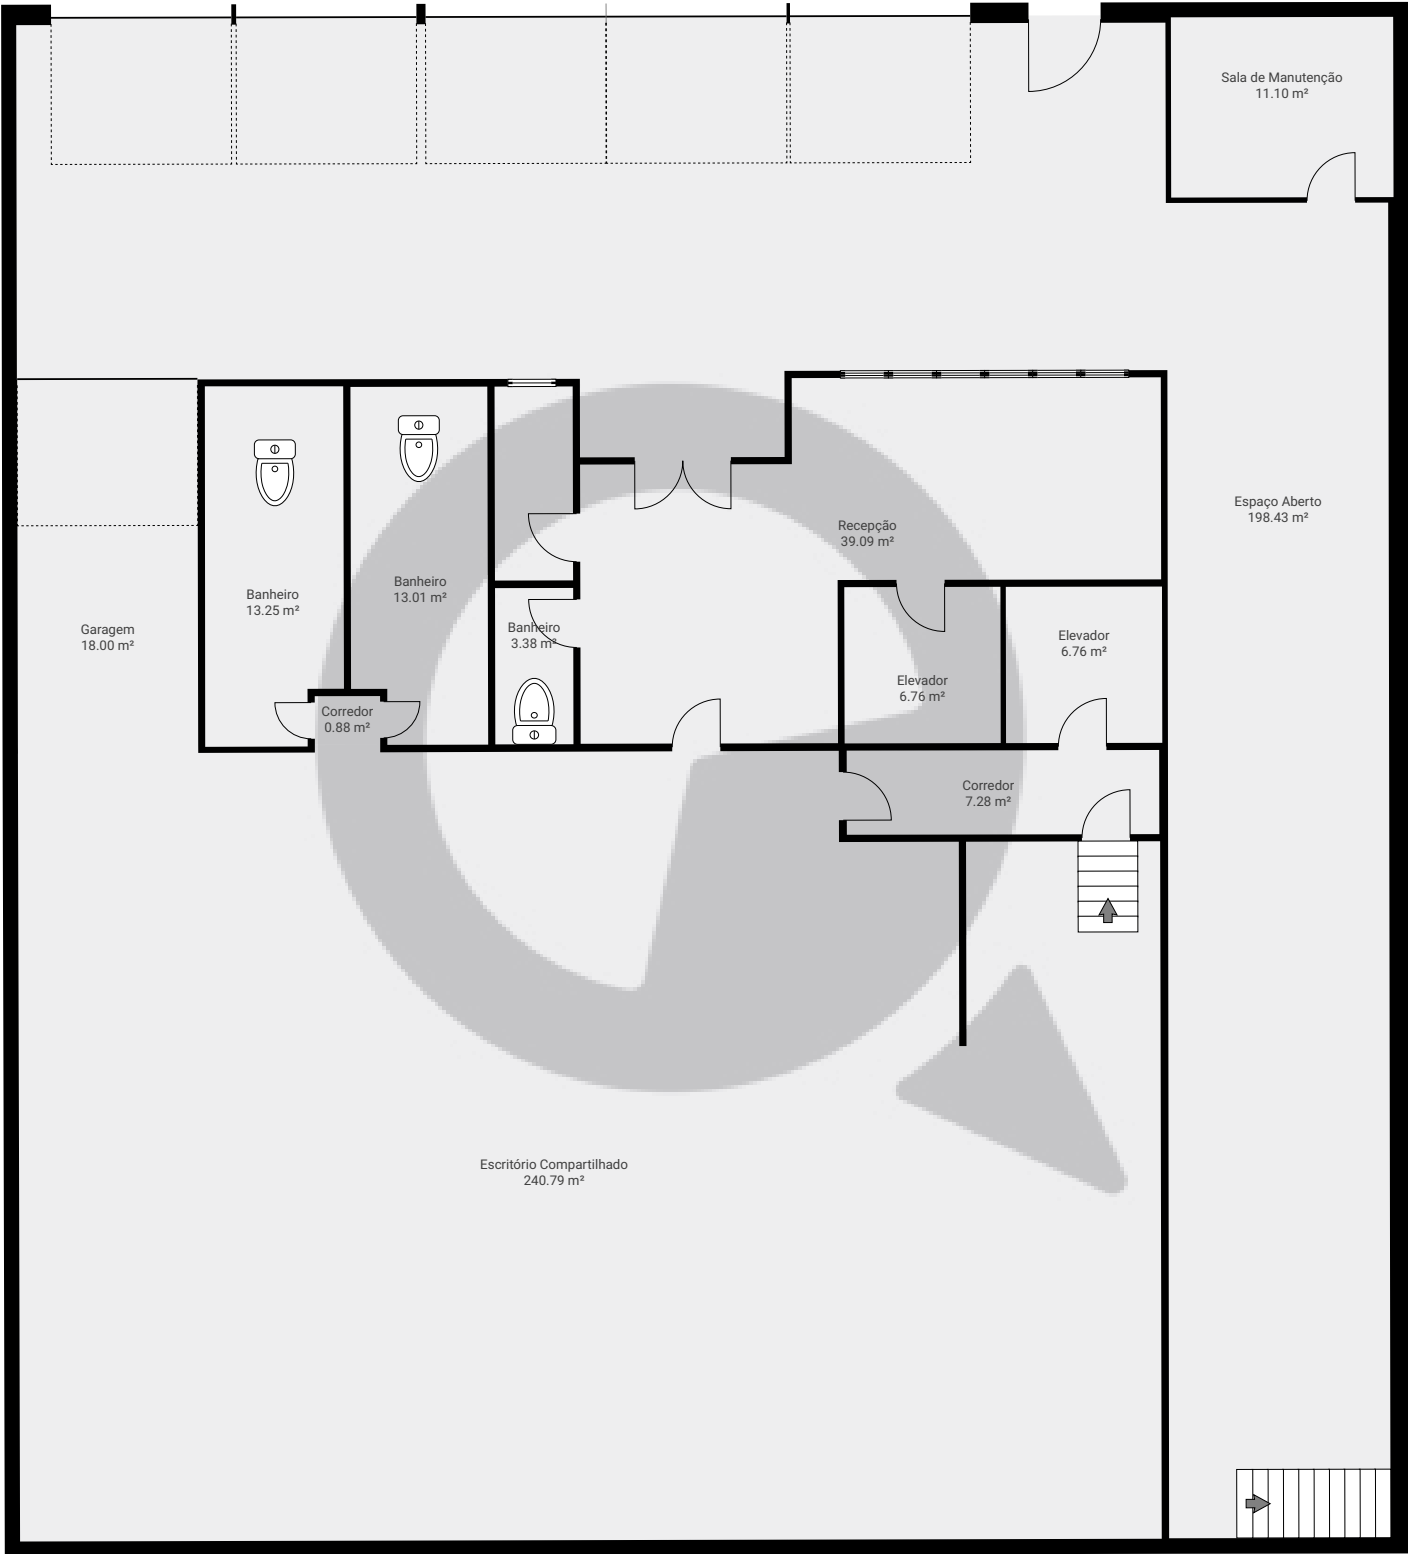 Sala de Manutenção
11.10 m²
Espaço Aberto
198.43 m²
Recepção
39.09 m²
Banheiro
13.01 m²
Banheiro
13.25 m²
Garagem
18.00 m²
Banheiro
3.38 m²
Elevador
6.76 m²
Elevador
6.76 m²
Corredor
0.88 m²
Corredor
7.28 m²
Escritório Compartilhado
240.79 m²